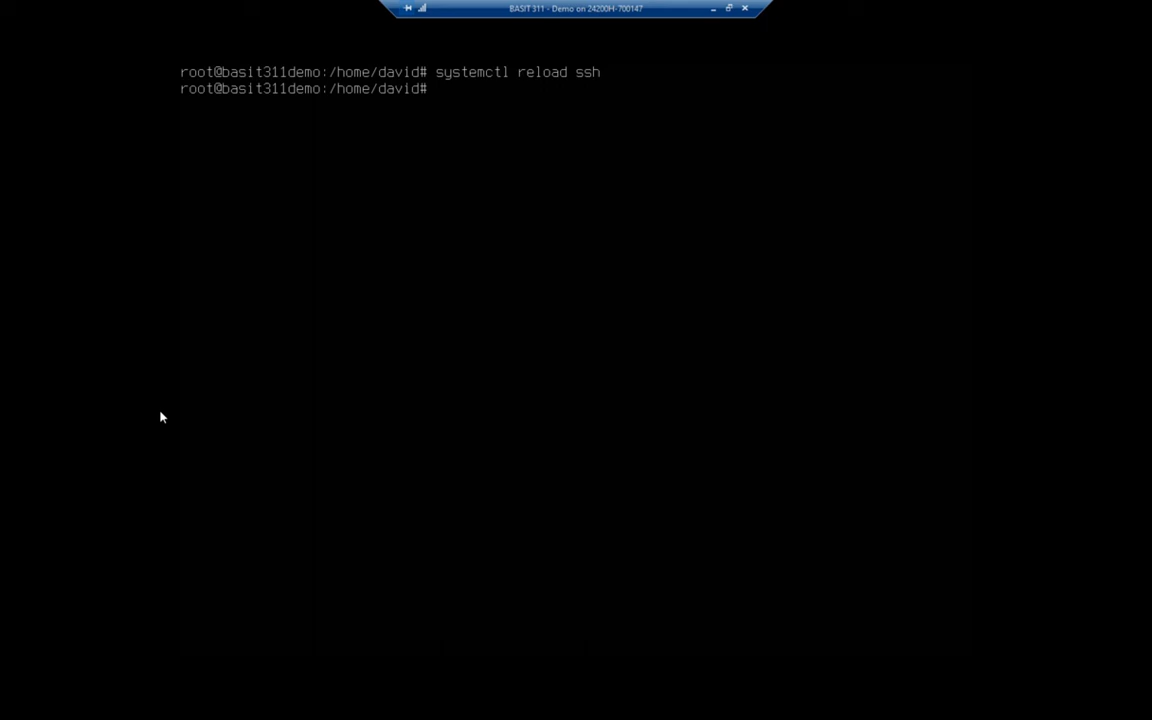 BASIT 311 - Demo on 24200H-700147
root@basit311demo:/home/david# systemctl reload ssh
root@basit311demo:/home/david#